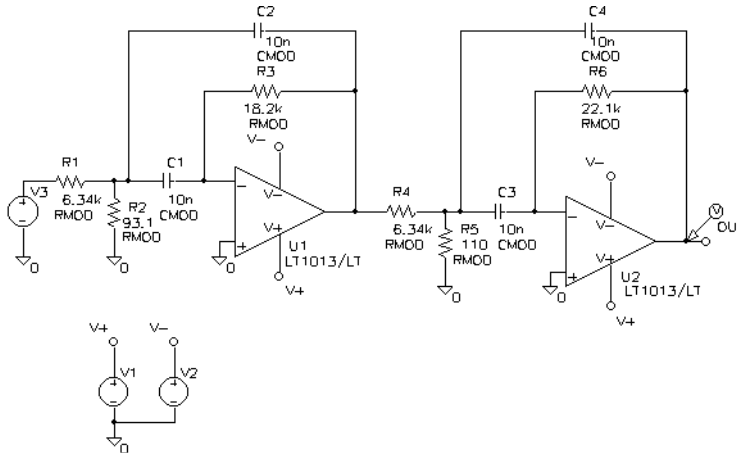 C2
10n
CMOD
R3
18.2k
RMOD
V-
R1
6.34k
RMOD
C1
10n
CMOD
V3
R2
93.1
RMOD
V-
V+
U1
LT1013/LT
V+
0
0
0
C4
10n
CMOD
R6
22.1k
RMOD
V-
R4
6.34k
RMOD
C3
10n
CMOD
R5
110
RMOD
V-
V+
U2
LT1013/LT
V+
V
OU
0
0
V+
V-
V1
V2
0